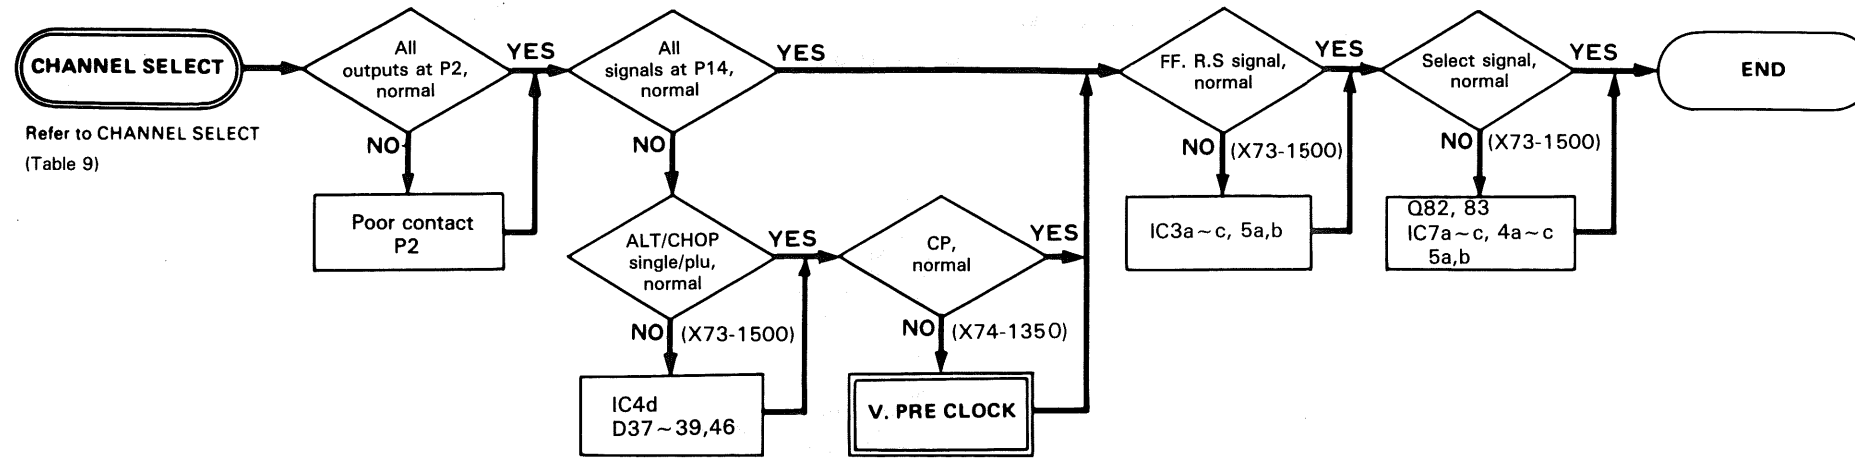 CHANNEL SELECT
Refer to CHANNEL SELECT
(Table 9)
All
outputs at P2,
normal
YES
NO
Poor contact
P2
All
signals at P14,
normal
YES
NO
ALT/CHOP
single/plu,
normal
YES
NO
(X73-1500)
IC4d
D37~39,46
CP,
normal
YES
NO
(X74-1350)
V. PRE CLOCK
FF. R.S signal,
normal
YES
NO
(X73-1500)
IC3a~c, 5a,b
Select signal,
normal
YES
NO
(X73-1500)
Q82, 83
IC7a~c, 4a~c
5a,b
END